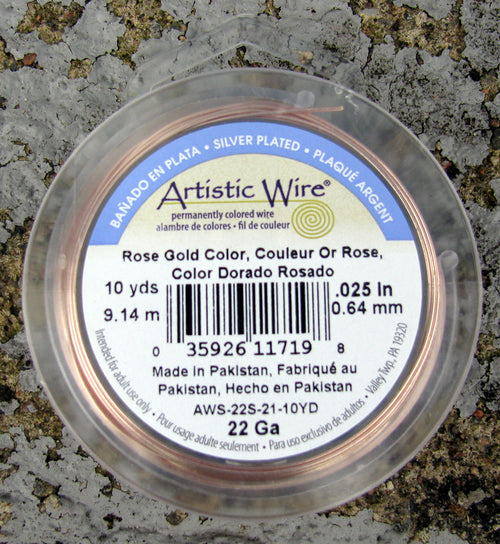 BAÑADO EN PLATA • SILVER PLATED • PLAQUÉ ARGENT
Artistic Wire®
permanently colored wire
alambre de colores • fil de couleur
Rose Gold Color, Couleur Or Rose,
Color Dorado Rosado
10 yds .025 in
9.14 m 0.64 mm
0 35926 11719 8
Made in Pakistan, Fabriqué au
Pakistan, Hecho en Pakistan
AWS-22S-21-10YD
22 Ga
Intended for adult use only • Pour usage adulte seulement • Para uso exclusivo de adultos • Valley Twp, PA 19320